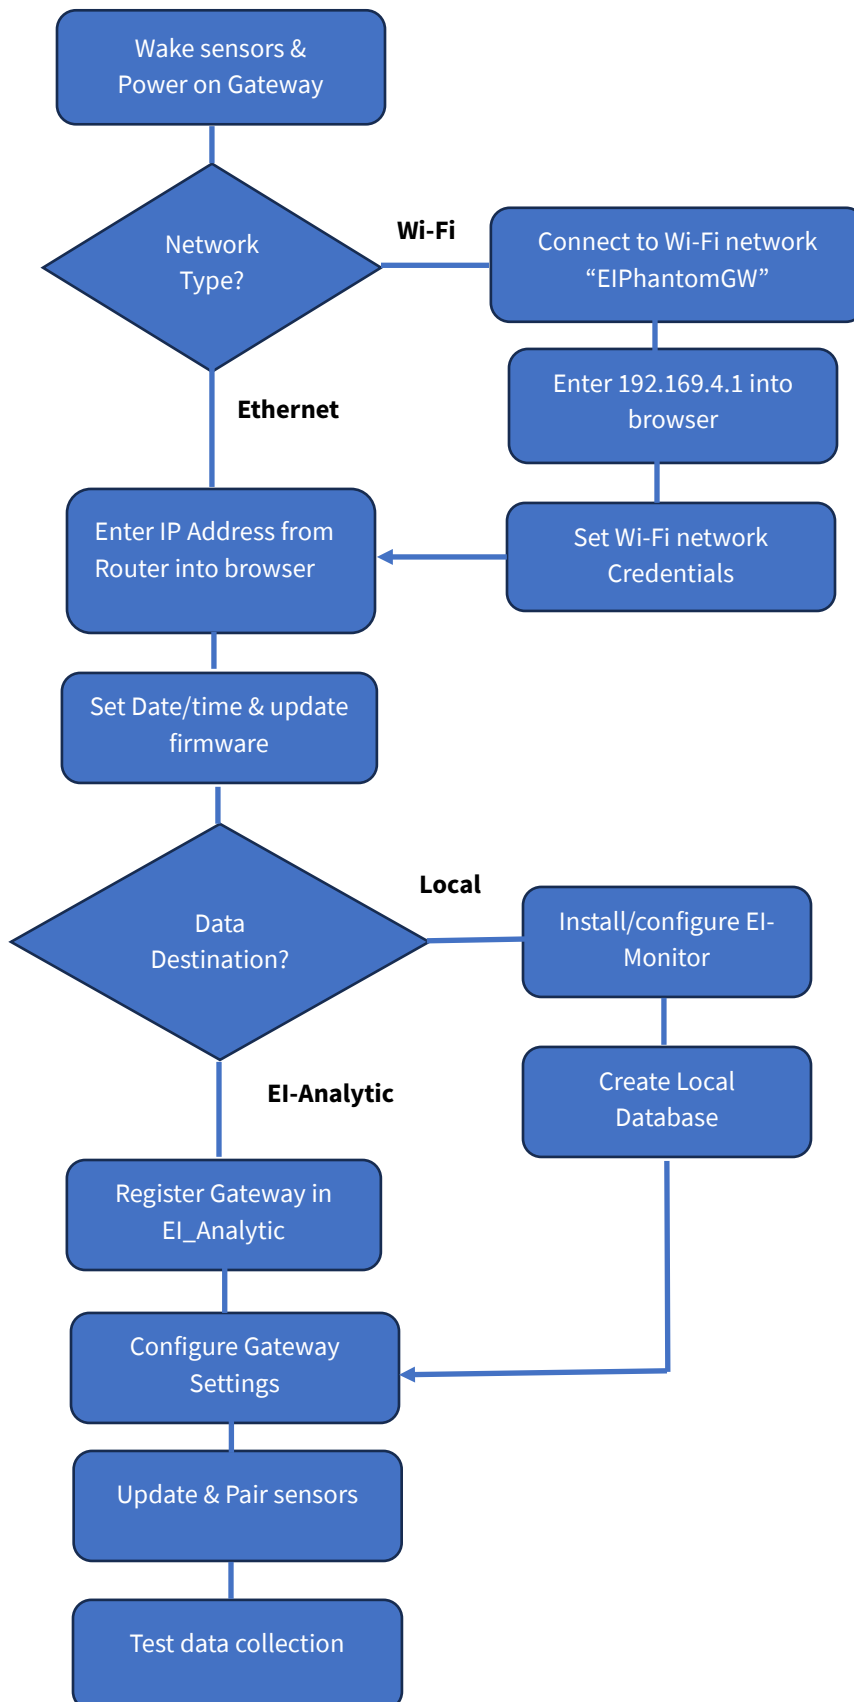 Wake sensors &
Power on Gateway
Network
Type?
Wi-Fi
Connect to Wi-Fi network
“EIPhantomGW”
Enter 192.169.4.1 into
browser
Set Wi-Fi network
Credentials
Ethernet
Enter IP Address from
Router into browser
Set Date/time & update
firmware
Data
Destination?
Local
Install/configure EI-
Monitor
Create Local
Database
EI-Analytic
Register Gateway in
EI_Analytic
Configure Gateway
Settings
Update & Pair sensors
Test data collection